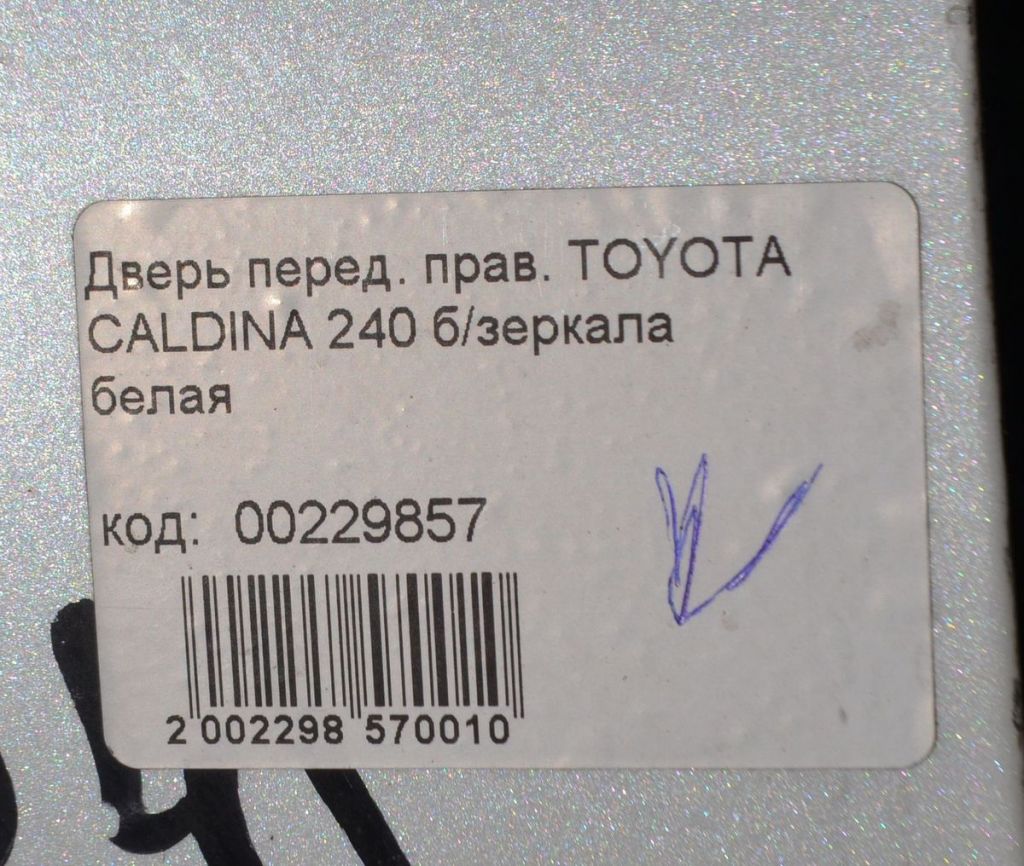 Дверь перед. прав. TOYOTA
CALDINA 240 б/зеркала
белая
код: 00229857
2 002298 570010